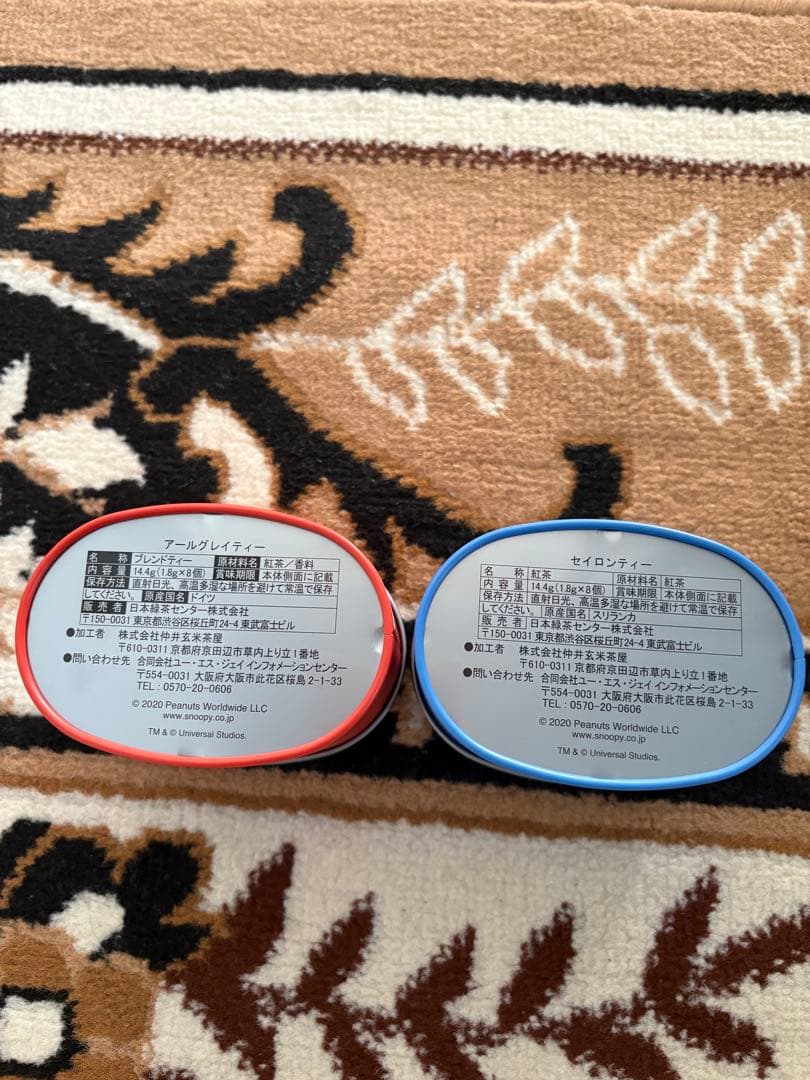 アールグレイティー
名 称 ブレンドティー 原材料名 紅茶／香料
内 容 量 14.4g（1.8g×8個） 賞味期限 本体側面に記載
保存方法 直射日光、高温多湿な場所を避けて常温で保存
してください。 原産国名 ドイツ
販 売 者 日本緑茶センター株式会社
〒150-0031 東京都渋谷区桜丘町24-4 東武富士ビル
●加工者 株式会社仲井玄米茶屋
〒610-0311 京都府京田辺市草内上り立1番地
●問い合わせ先 合同会社ユー・エス・ジェイ インフォメーションセンター
〒554-0031 大阪府大阪市此花区桜島 2-1-33
TEL : 0570-20-0606
© 2020 Peanuts Worldwide LLC
www.snoopy.co.jp
TM & © Universal Studios.
セイロンティー
名 称 紅茶 原材料名 紅茶
内 容 量 14.4g（1.8g×8個） 賞味期限 本体側面に記載
保存方法 直射日光、高温多湿な場所を避けて常温で保存
してください。 原産国名 スリランカ
販 売 者 日本緑茶センター株式会社
〒150-0031 東京都渋谷区桜丘町24-4 東武富士ビル
●加工者 株式会社仲井玄米茶屋
〒610-0311 京都府京田辺市草内上り立1番地
●問い合わせ先 合同会社ユー・エス・ジェイ インフォメーションセンター
〒554-0031 大阪府大阪市此花区桜島 2-1-33
TEL : 0570-20-0606
© 2020 Peanuts Worldwide LLC
www.snoopy.co.jp
TM & © Universal Studios.